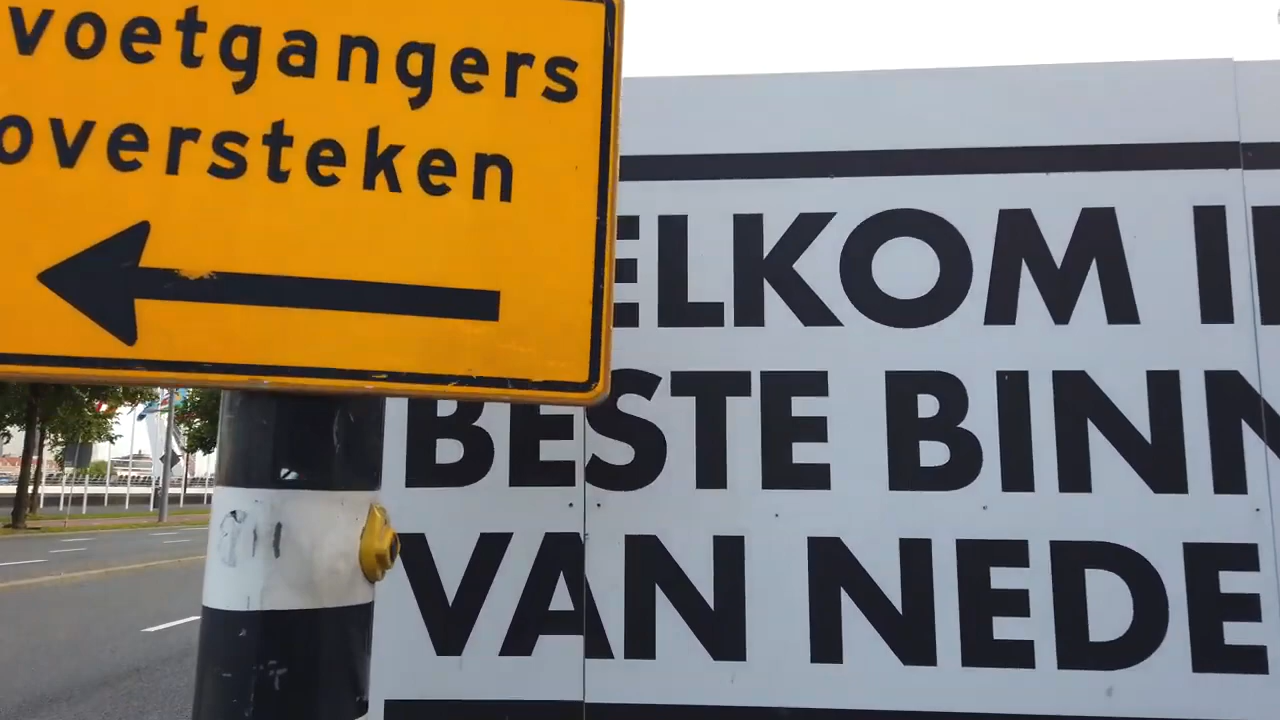 voetgangers
oversteken
ELKOM I
BESTE BINN
VAN NEDE